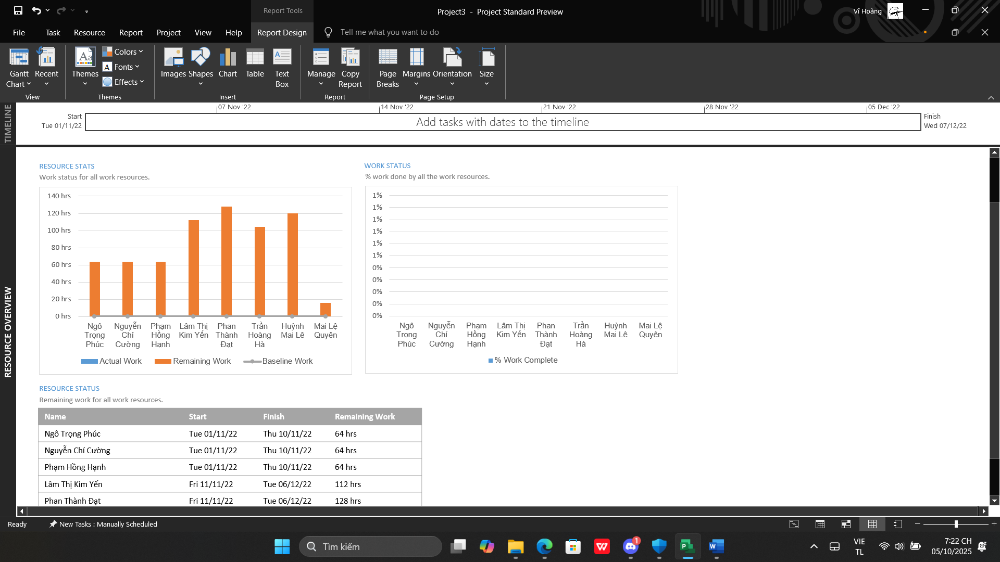 Report Tools
Project3 - Project Standard Preview
Vĩ Hoàng
File Task Resource Report Project View Help Report Design Tell me what you want to do
Gantt Chart
Recent
View
Themes
Colors
Fonts
Effects
Themes
Images
Shapes
Chart
Table
Text Box
Insert
Manage
Copy Report
Report
Page Breaks
Margins
Orientation
Size
Page Setup
TIMELINE
07 Nov '22 14 Nov '22 21 Nov '22 28 Nov '22 05 Dec '22
Start
Tue 01/11/22
Add tasks with dates to the timeline
Finish
Wed 07/12/22
RESOURCE OVERVIEW
RESOURCE STATS
Work status for all work resources.
140 hrs
120 hrs
100 hrs
80 hrs
60 hrs
40 hrs
20 hrs
0 hrs
Ngô Trọng Phúc
Nguyễn Chí Cường
Phạm Hồng Hạnh
Lâm Thị Kim Yến
Phan Thành Đạt
Trần Hoàng Hà
Huỳnh Mai Lê
Mai Lệ Quyên
Actual Work Remaining Work Baseline Work
WORK STATUS
% work done by all the work resources.
1%
1%
1%
1%
1%
1%
0%
0%
0%
0%
0%
Ngô Trọng Phúc
Nguyễn Chí Cường
Phạm Hồng Hạnh
Lâm Thị Kim Yến
Phan Thành Đạt
Trần Hoàng Hà
Huỳnh Mai Lê
Mai Lệ Quyên
% Work Complete
RESOURCE STATUS
Remaining work for all work resources.
Name Start Finish Remaining Work
Ngô Trọng Phúc Tue 01/11/22 Thu 10/11/22 64 hrs
Nguyễn Chí Cường Tue 01/11/22 Thu 10/11/22 64 hrs
Phạm Hồng Hạnh Tue 01/11/22 Thu 10/11/22 64 hrs
Lâm Thị Kim Yến Fri 11/11/22 Tue 06/12/22 112 hrs
Phan Thành Đạt Fri 11/11/22 Tue 06/12/22 128 hrs
Ready New Tasks : Manually Scheduled
Tìm kiếm
1
VIE
TL
7:22 CH
05/10/2025